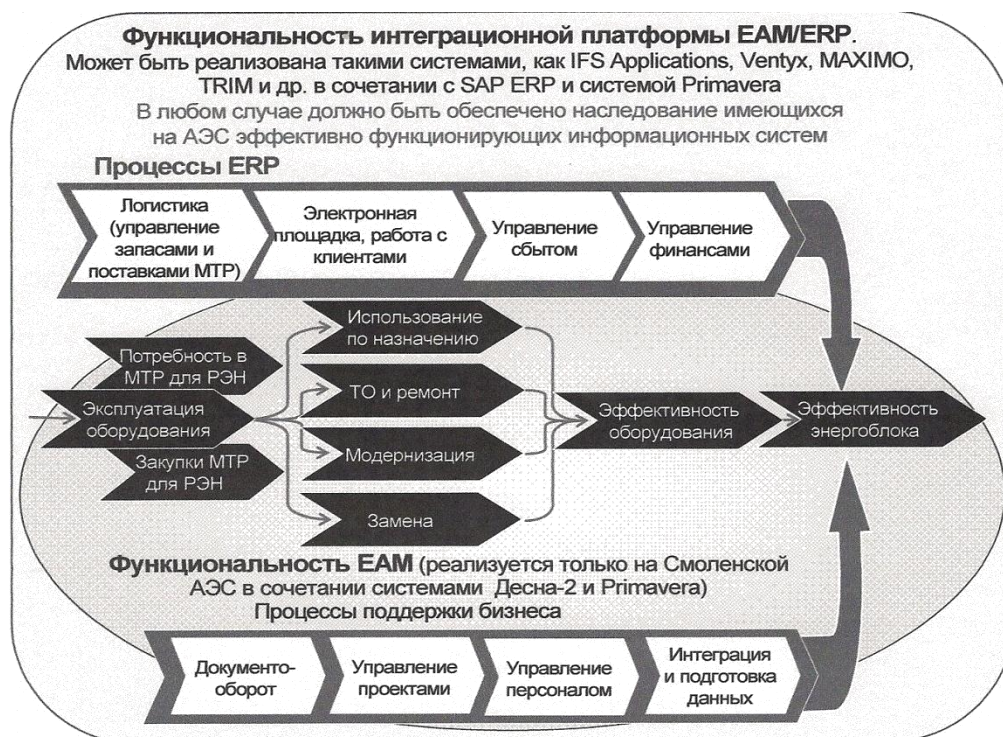 Функциональность интеграционной платформы EAM/ERP.
Может быть реализована такими системами, как IFS Applications, Ventyx, MAXIMO,
TRIM и др. в сочетании с SAP ERP и системой Primavera
В любом случае должно быть обеспечено наследование имеющихся
на АЭС эффективно функционирующих информационных систем
Процессы ERP
Логистика
(управление
запасами и
поставками МТР)
Электронная
площадка, работа с
клиентами
Управление
сбытом
Управление
финансами
Потребность в
МТР для РЭН
Эксплуатация
оборудования
Закупки МТР
для РЭН
Использование
по назначению
ТО и ремонт
Модернизация
Замена
Эффективность
оборудования
Эффективность
энергоблока
Функциональность EAM (реализуется только на Смоленской
АЭС в сочетании системами Десна-2 и Primavera)
Процессы поддержки бизнеса
Документо-
оборот
Управление
проектами
Управление
персоналом
Интеграция
и подготовка
данных